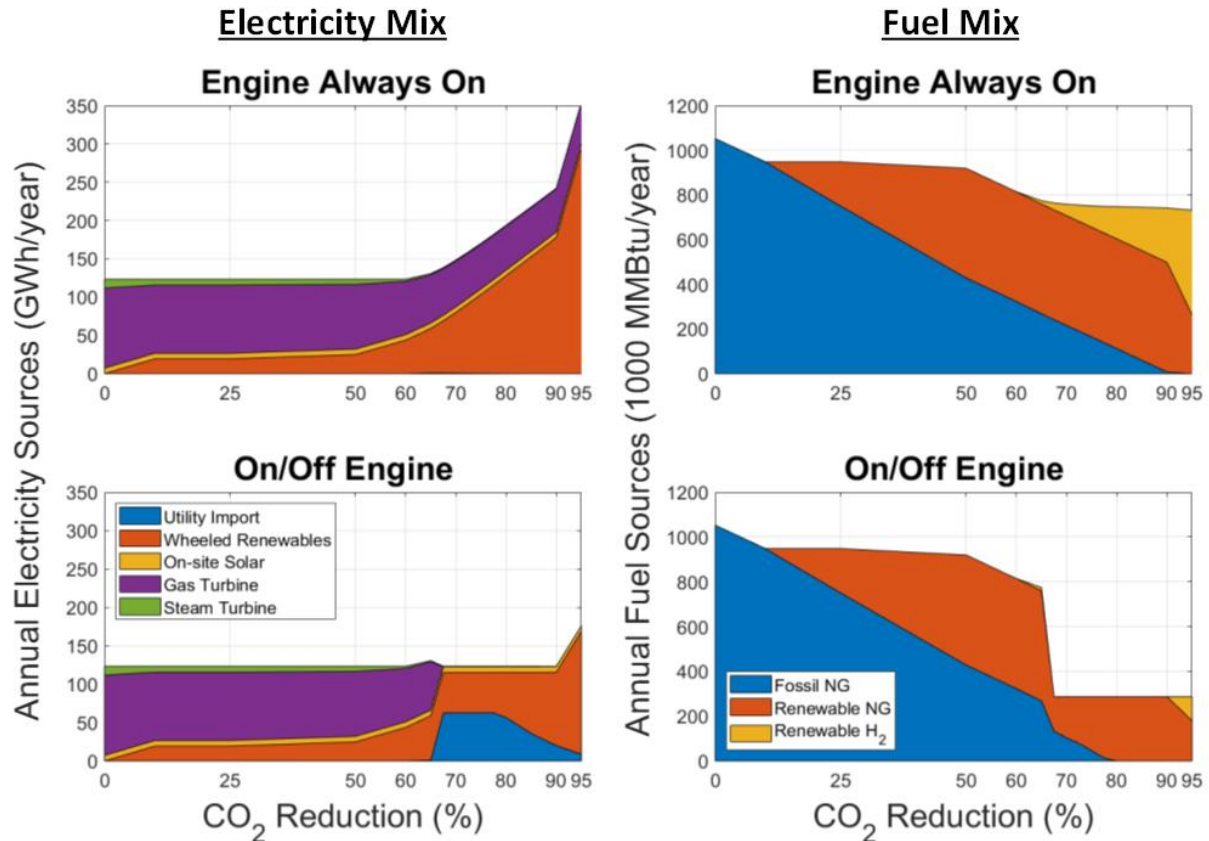 Electricity Mix
Fuel Mix
Engine Always On
350
300
250
200
150
100
50
0
0 25 50 60 70 80 90 95
Engine Always On
1200
1000
800
600
400
200
0
0 25 50 60 70 80 90 95
Annual Electricity Sources (GWh/year)
Annual Fuel Sources (1000 MMBtu/year)
On/Off Engine
350
300
250
200
150
100
50
0
Utility Import
Wheeled Renewables
On-site Solar
Gas Turbine
Steam Turbine
0 25 50 60 70 80 90 95
CO2 Reduction (%)
On/Off Engine
1200
1000
800
600
400
200
0
Fossil NG
Renewable NG
Renewable H2
0 25 50 60 70 80 90 95
CO2 Reduction (%)